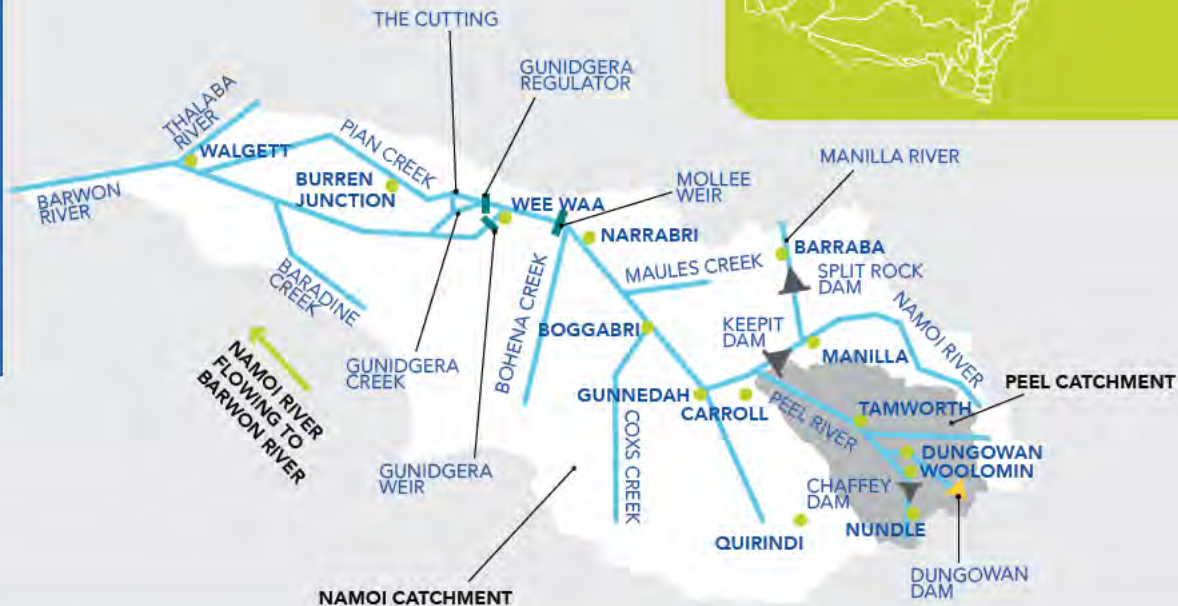 THE CUTTING
GUNIDGERA
REGULATOR
THALABA
RIVER
PIAN CREEK
WALGETT
MANILLA RIVER
BARWON
RIVER
BURREN
JUNCTION
MOLLEE
WEIR
WEE WAA
NARRABRI
BARRABA
MAULES CREEK
SPLIT ROCK
DAM
BARADINE
CREEK
BOHENA CREEK
NAMOI RIVER
BOGGABRI
KEEPIT
DAM
NAMOI RIVER
FLOWING TO
BARWON RIVER
GUNIDGERA
CREEK
MANILLA
PEEL CATCHMENT
GUNNEDAH
CARROLL
PEEL RIVER
TAMWORTH
COXS CREEK
DUNGOWAN
WOOLOMIN
GUNIDGERA
WEIR
CHAFFEY
DAM
QUIRINDI
NUNDLE
DUNGOWAN
DAM
NAMOI CATCHMENT